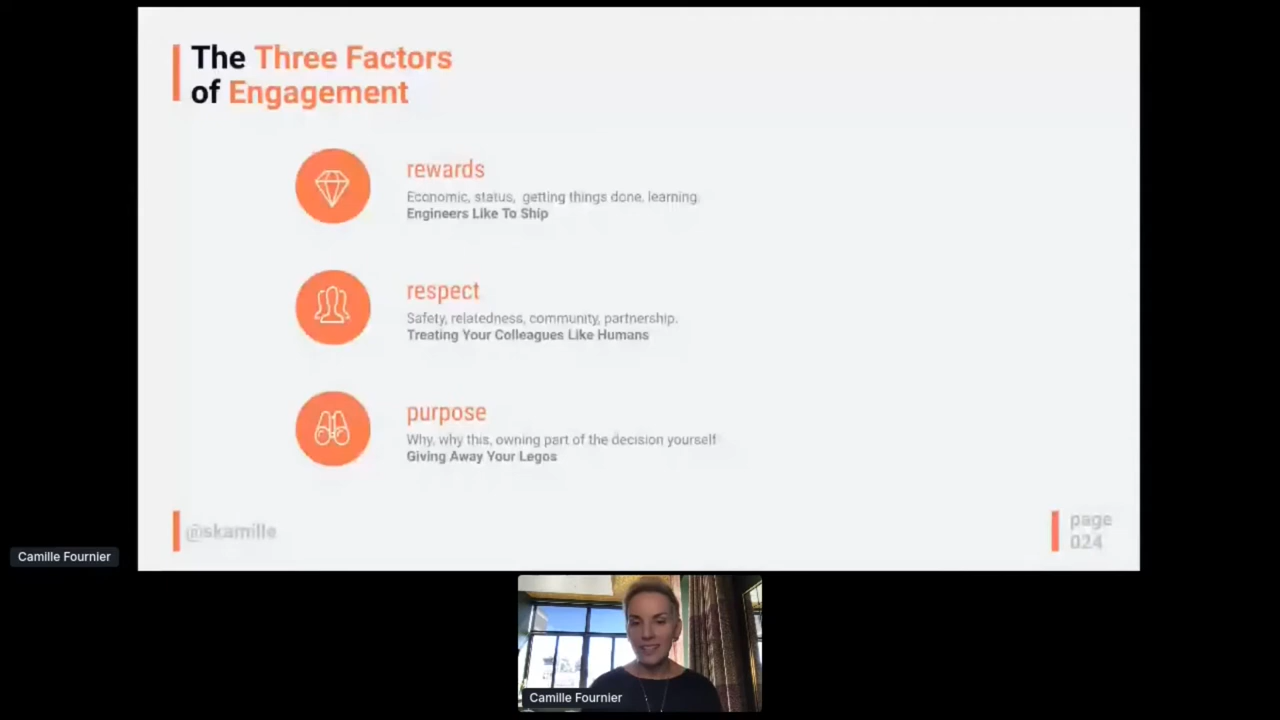 The Three Factors
of Engagement
rewards
Economic, status, getting things done, learning.
Engineers Like To Ship
respect
Safety, relatedness, community, partnership.
Treating Your Colleagues Like Humans
purpose
Why, why this, owning part of the decision yourself
Giving Away Your Legos
@skamille
page
024
Camille Fournier
Camille Fournier